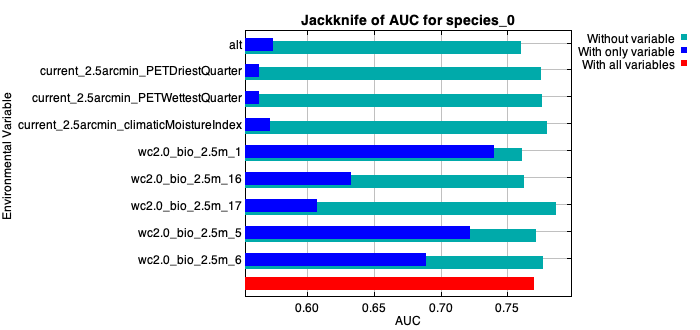 Jackknife of AUC for species_0
Environmental Variable
alt
current_2.5arcmin_PETDriestQuarter
current_2.5arcmin_PETWettestQuarter
current_2.5arcmin_climaticMoistureIndex
wc2.0_bio_2.5m_1
wc2.0_bio_2.5m_16
wc2.0_bio_2.5m_17
wc2.0_bio_2.5m_5
wc2.0_bio_2.5m_6
0.60 0.65 0.70 0.75
AUC
Without variable
With only variable
With all variables